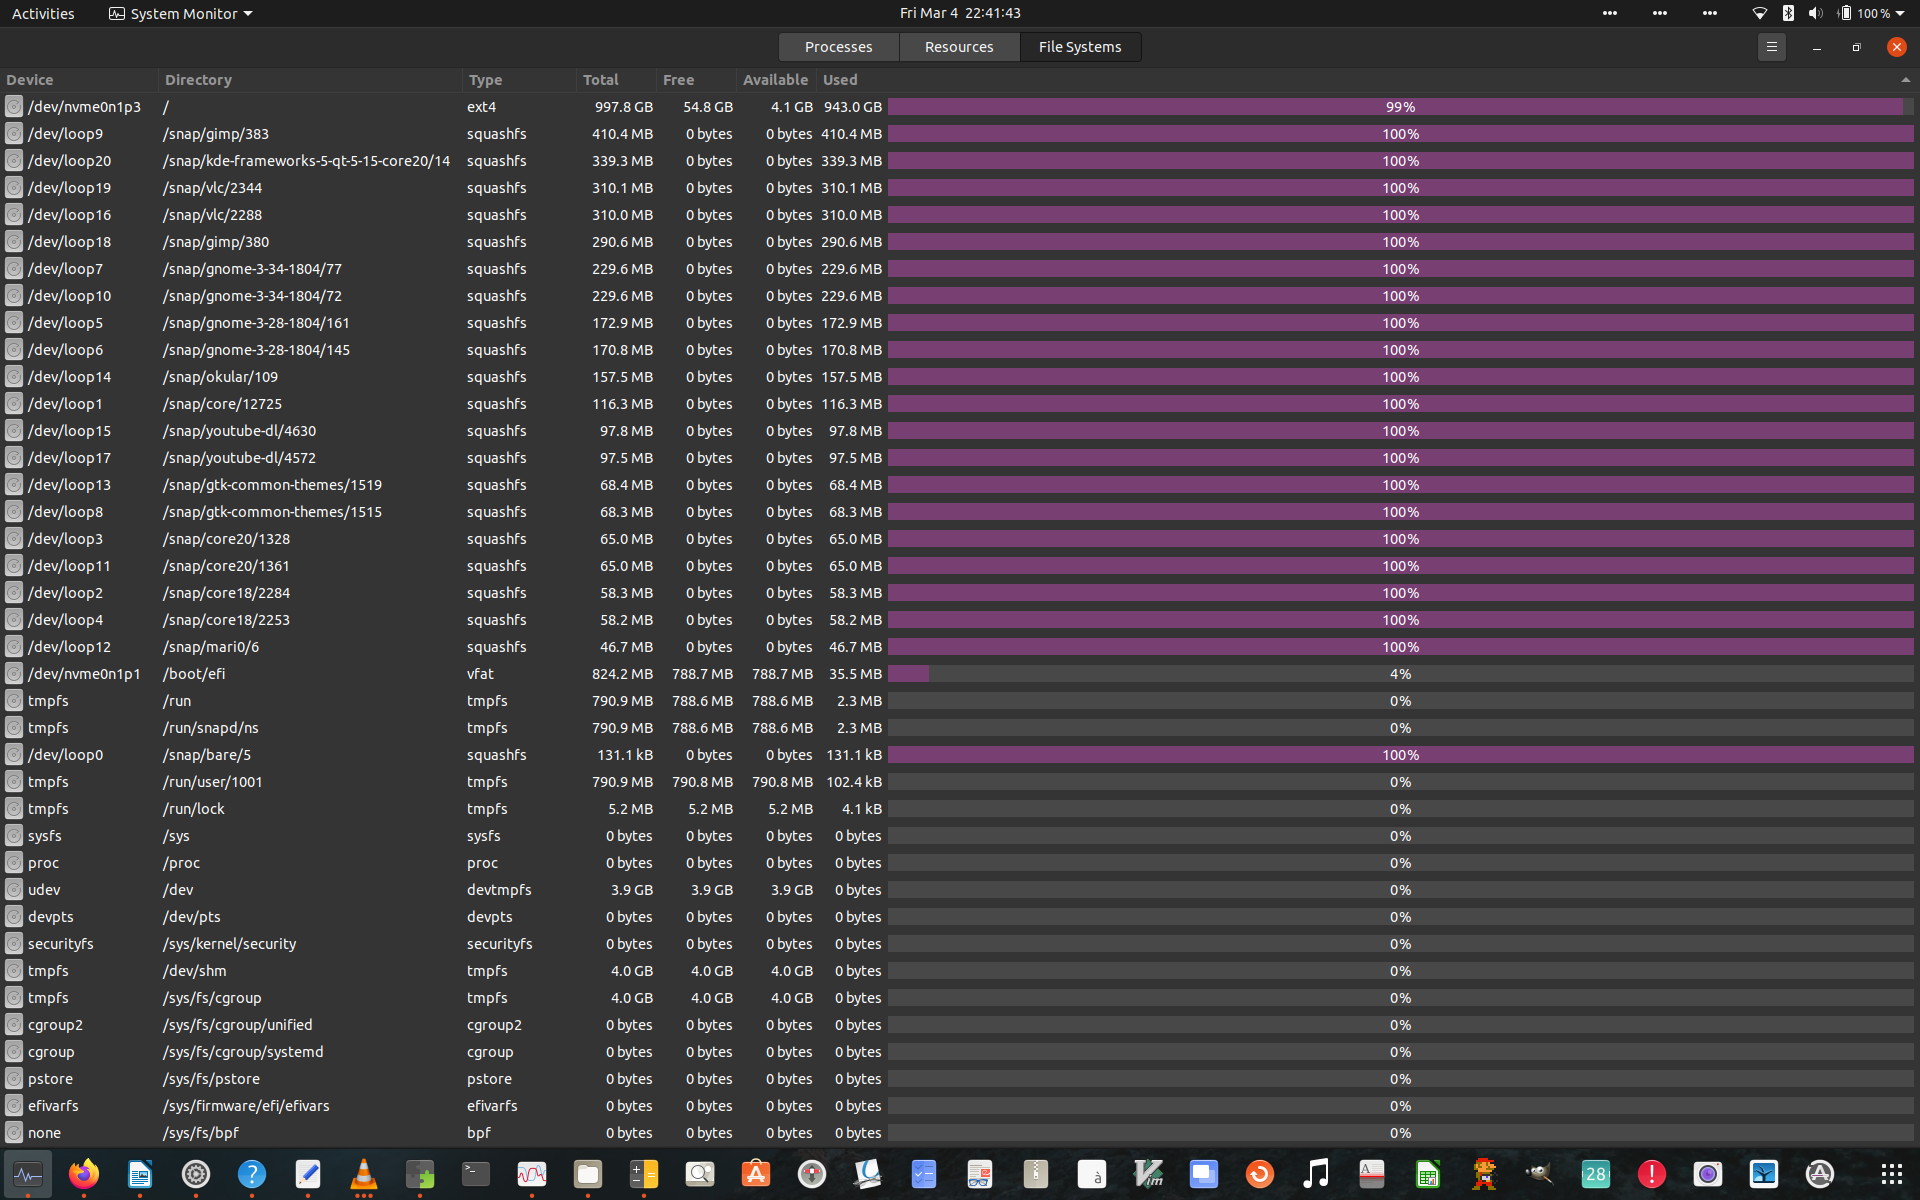 Activities System Monitor Fri Mar 4 22:41:43 100 %
Processes Resources File Systems
Device Directory Type Total Free Available Used
/dev/nvme0n1p3 / ext4 997.8 GB 54.8 GB 4.1 GB 943.0 GB 99%
/dev/loop9 /snap/gimp/383 squashfs 410.4 MB 0 bytes 0 bytes 410.4 MB 100%
/dev/loop20 /snap/kde-frameworks-5-qt-5-15-core20/14 squashfs 339.3 MB 0 bytes 0 bytes 339.3 MB 100%
/dev/loop19 /snap/vlc/2344 squashfs 310.1 MB 0 bytes 0 bytes 310.1 MB 100%
/dev/loop16 /snap/vlc/2288 squashfs 310.0 MB 0 bytes 0 bytes 310.0 MB 100%
/dev/loop18 /snap/gimp/380 squashfs 290.6 MB 0 bytes 0 bytes 290.6 MB 100%
/dev/loop7 /snap/gnome-3-34-1804/77 squashfs 229.6 MB 0 bytes 0 bytes 229.6 MB 100%
/dev/loop10 /snap/gnome-3-34-1804/72 squashfs 229.6 MB 0 bytes 0 bytes 229.6 MB 100%
/dev/loop5 /snap/gnome-3-28-1804/161 squashfs 172.9 MB 0 bytes 0 bytes 172.9 MB 100%
/dev/loop6 /snap/gnome-3-28-1804/145 squashfs 170.8 MB 0 bytes 0 bytes 170.8 MB 100%
/dev/loop14 /snap/okular/109 squashfs 157.5 MB 0 bytes 0 bytes 157.5 MB 100%
/dev/loop1 /snap/core/12725 squashfs 116.3 MB 0 bytes 0 bytes 116.3 MB 100%
/dev/loop15 /snap/youtube-dl/4630 squashfs 97.8 MB 0 bytes 0 bytes 97.8 MB 100%
/dev/loop17 /snap/youtube-dl/4572 squashfs 97.5 MB 0 bytes 0 bytes 97.5 MB 100%
/dev/loop13 /snap/gtk-common-themes/1519 squashfs 68.4 MB 0 bytes 0 bytes 68.4 MB 100%
/dev/loop8 /snap/gtk-common-themes/1515 squashfs 68.3 MB 0 bytes 0 bytes 68.3 MB 100%
/dev/loop3 /snap/core20/1328 squashfs 65.0 MB 0 bytes 0 bytes 65.0 MB 100%
/dev/loop11 /snap/core20/1361 squashfs 65.0 MB 0 bytes 0 bytes 65.0 MB 100%
/dev/loop2 /snap/core18/2284 squashfs 58.3 MB 0 bytes 0 bytes 58.3 MB 100%
/dev/loop4 /snap/core18/2253 squashfs 58.2 MB 0 bytes 0 bytes 58.2 MB 100%
/dev/loop12 /snap/mari0/6 squashfs 46.7 MB 0 bytes 0 bytes 46.7 MB 100%
/dev/nvme0n1p1 /boot/efi vfat 824.2 MB 788.7 MB 788.7 MB 35.5 MB 4%
tmpfs /run tmpfs 790.9 MB 788.6 MB 788.6 MB 2.3 MB 0%
tmpfs /run/snapd/ns tmpfs 790.9 MB 788.6 MB 788.6 MB 2.3 MB 0%
/dev/loop0 /snap/bare/5 squashfs 131.1 kB 0 bytes 0 bytes 131.1 kB 100%
tmpfs /run/user/1001 tmpfs 790.9 MB 790.8 MB 790.8 MB 102.4 kB 0%
tmpfs /run/lock tmpfs 5.2 MB 5.2 MB 5.2 MB 4.1 kB 0%
sysfs /sys sysfs 0 bytes 0 bytes 0 bytes 0 bytes 0%
proc /proc proc 0 bytes 0 bytes 0 bytes 0 bytes 0%
udev /dev devtmpfs 3.9 GB 3.9 GB 3.9 GB 0 bytes 0%
devpts /dev/pts devpts 0 bytes 0 bytes 0 bytes 0 bytes 0%
securityfs /sys/kernel/security securityfs 0 bytes 0 bytes 0 bytes 0 bytes 0%
tmpfs /dev/shm tmpfs 4.0 GB 4.0 GB 4.0 GB 0 bytes 0%
tmpfs /sys/fs/cgroup tmpfs 4.0 GB 4.0 GB 4.0 GB 0 bytes 0%
cgroup2 /sys/fs/cgroup/unified cgroup2 0 bytes 0 bytes 0 bytes 0 bytes 0%
cgroup /sys/fs/cgroup/systemd cgroup 0 bytes 0 bytes 0 bytes 0 bytes 0%
pstore /sys/fs/pstore pstore 0 bytes 0 bytes 0 bytes 0 bytes 0%
efivarfs /sys/firmware/efi/efivars efivarfs 0 bytes 0 bytes 0 bytes 0 bytes 0%
none /sys/fs/bpf bpf 0 bytes 0 bytes 0 bytes 0 bytes 0%
? à Vim A 28 !